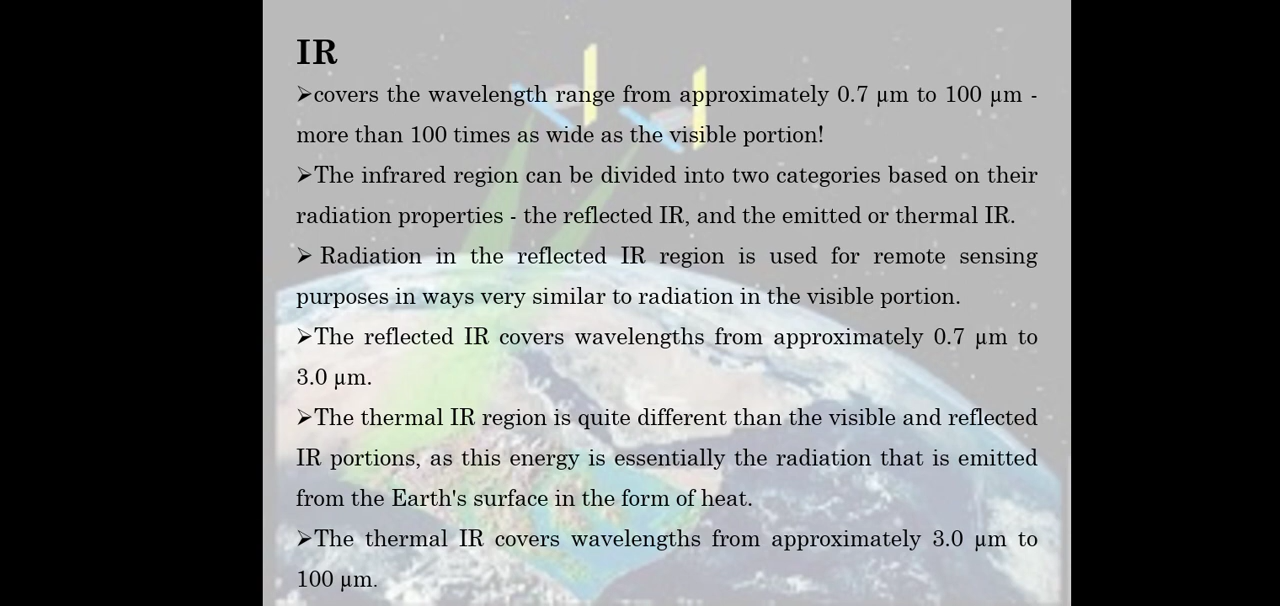 IR
➢covers the wavelength range from approximately 0.7 µm to 100 µm -
more than 100 times as wide as the visible portion!
➢The infrared region can be divided into two categories based on their
radiation properties - the reflected IR, and the emitted or thermal IR.
➢ Radiation in the reflected IR region is used for remote sensing
purposes in ways very similar to radiation in the visible portion.
➢The reflected IR covers wavelengths from approximately 0.7 µm to
3.0 µm.
➢The thermal IR region is quite different than the visible and reflected
IR portions, as this energy is essentially the radiation that is emitted
from the Earth's surface in the form of heat.
➢The thermal IR covers wavelengths from approximately 3.0 µm to
100 µm.